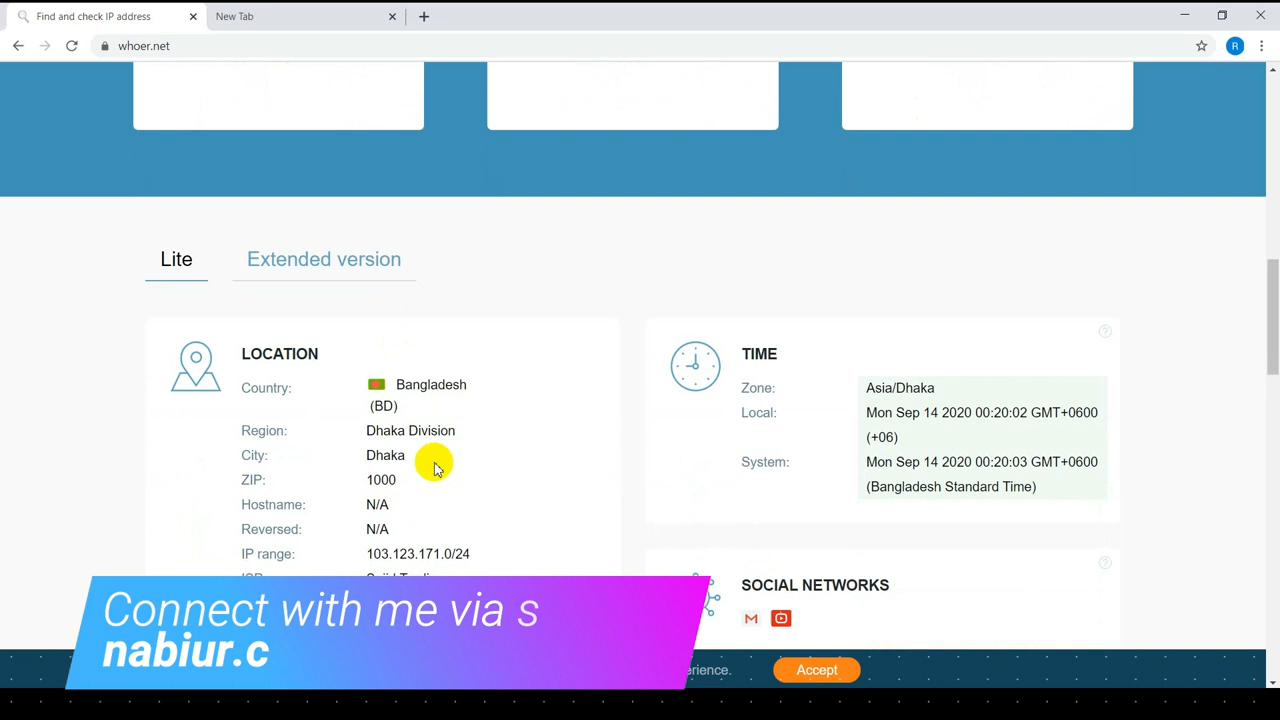 Find and check IP address
New Tab
whoer.net
R
Lite
Extended version
LOCATION
Country: Bangladesh
(BD)
Region: Dhaka Division
City: Dhaka
ZIP: 1000
Hostname: N/A
Reversed: N/A
IP range: 103.123.171.0/24
TIME
Zone: Asia/Dhaka
Local: Mon Sep 14 2020 00:20:02 GMT+0600
(+06)
System: Mon Sep 14 2020 00:20:03 GMT+0600
(Bangladesh Standard Time)
SOCIAL NETWORKS
Connect with me via s
nabiur.c
erience.
Accept